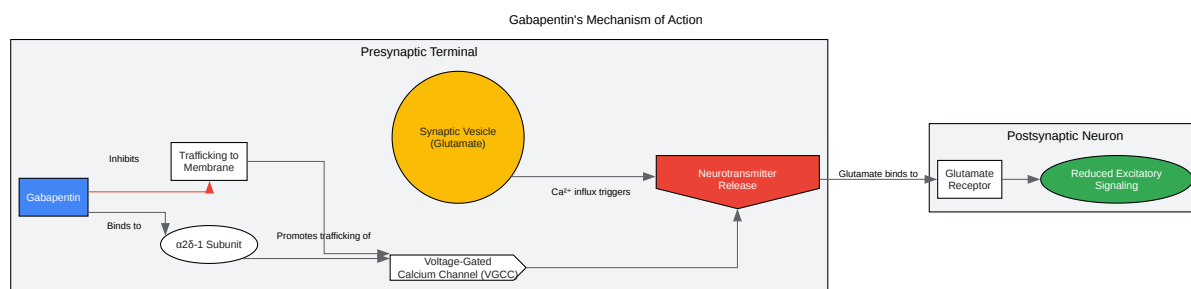 Gabapentin's Mechanism of Action
Presynaptic Terminal
Synaptic Vesicle
(Glutamate)
Postsynaptic Neuron
Inhibits
Trafficking to
Membrane
Neurotransmitter
Release
Glutamate binds to
Glutamate
Receptor
Reduced Excitatory
Signaling
Ca²⁺ influx triggers
Gabapentin
Binds to
α2δ-1 Subunit
Promotes trafficking of
Voltage-Gated
Calcium Channel (VGCC)